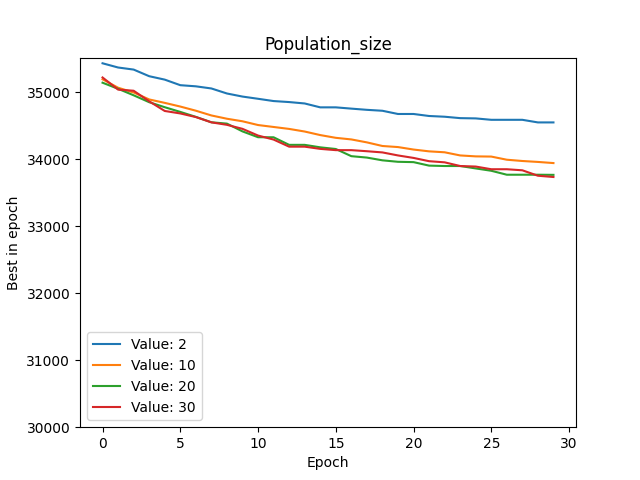 Population_size
Best in epoch
35000
34000
33000
32000
31000
30000
Value: 2
Value: 10
Value: 20
Value: 30
0 5 10 15 20 25 30
Epoch